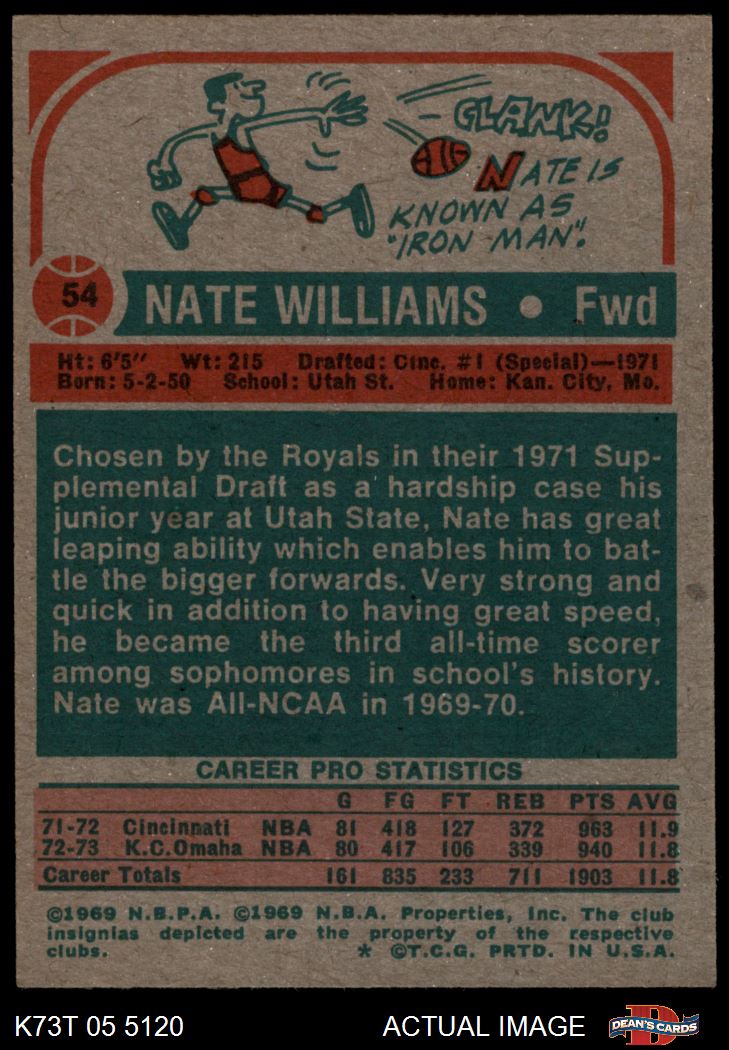 CLANK!
NATE IS
KNOWN AS
"IRON MAN".
54
NATE WILLIAMS • Fwd
Ht: 6'5" Wt: 215 Drafted: Cinc. #1 (Special)—1971
Born: 5-2-50 School: Utah St. Home: Kan. City, Mo.
Chosen by the Royals in their 1971 Sup-
plemental Draft as a hardship case his
junior year at Utah State, Nate has great
leaping ability which enables him to bat-
tle the bigger forwards. Very strong and
quick in addition to having great speed,
he became the third all-time scorer
among sophomores in school's history.
Nate was All-NCAA in 1969-70.
CAREER PRO STATISTICS
G FG FT REB PTS AVG
71-72 Cincinnati NBA 81 418 127 372 963 11.9
72-73 K.C. Omaha NBA 80 417 106 339 940 11.8
Career Totals 161 835 233 711 1903 11.8
©1969 N.B.P.A. ©1969 N.B.A. Properties, Inc. The club
insignias depicted are the property of the respective
clubs. * ©T.C.G. PRTD. IN U.S.A.
K73T 05 5120 ACTUAL IMAGE DEAN'S CARDS